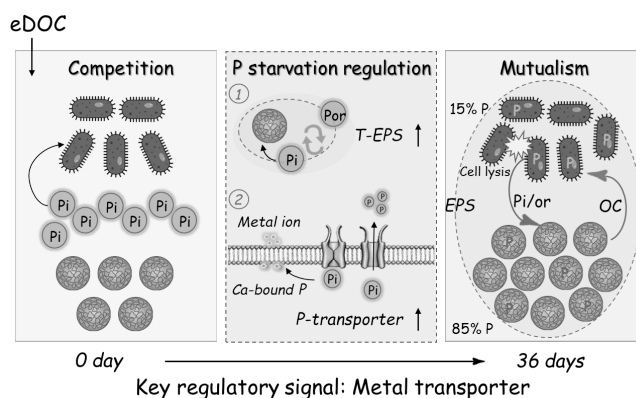 eDOC
Competition
Pi
Pi
Pi
Pi
Pi
Pi
Pi
0 day
P starvation regulation
1
Por
Pi
T-EPS
2
P
P
P
Metal ion
Ca-bound P
Pi
Pi
P-transporter
Mutualism
15% P
P
P
P
Cell lysis
EPS
Pi/or
OC
P
P
P
P
85% P
36 days
Key regulatory signal: Metal transporter